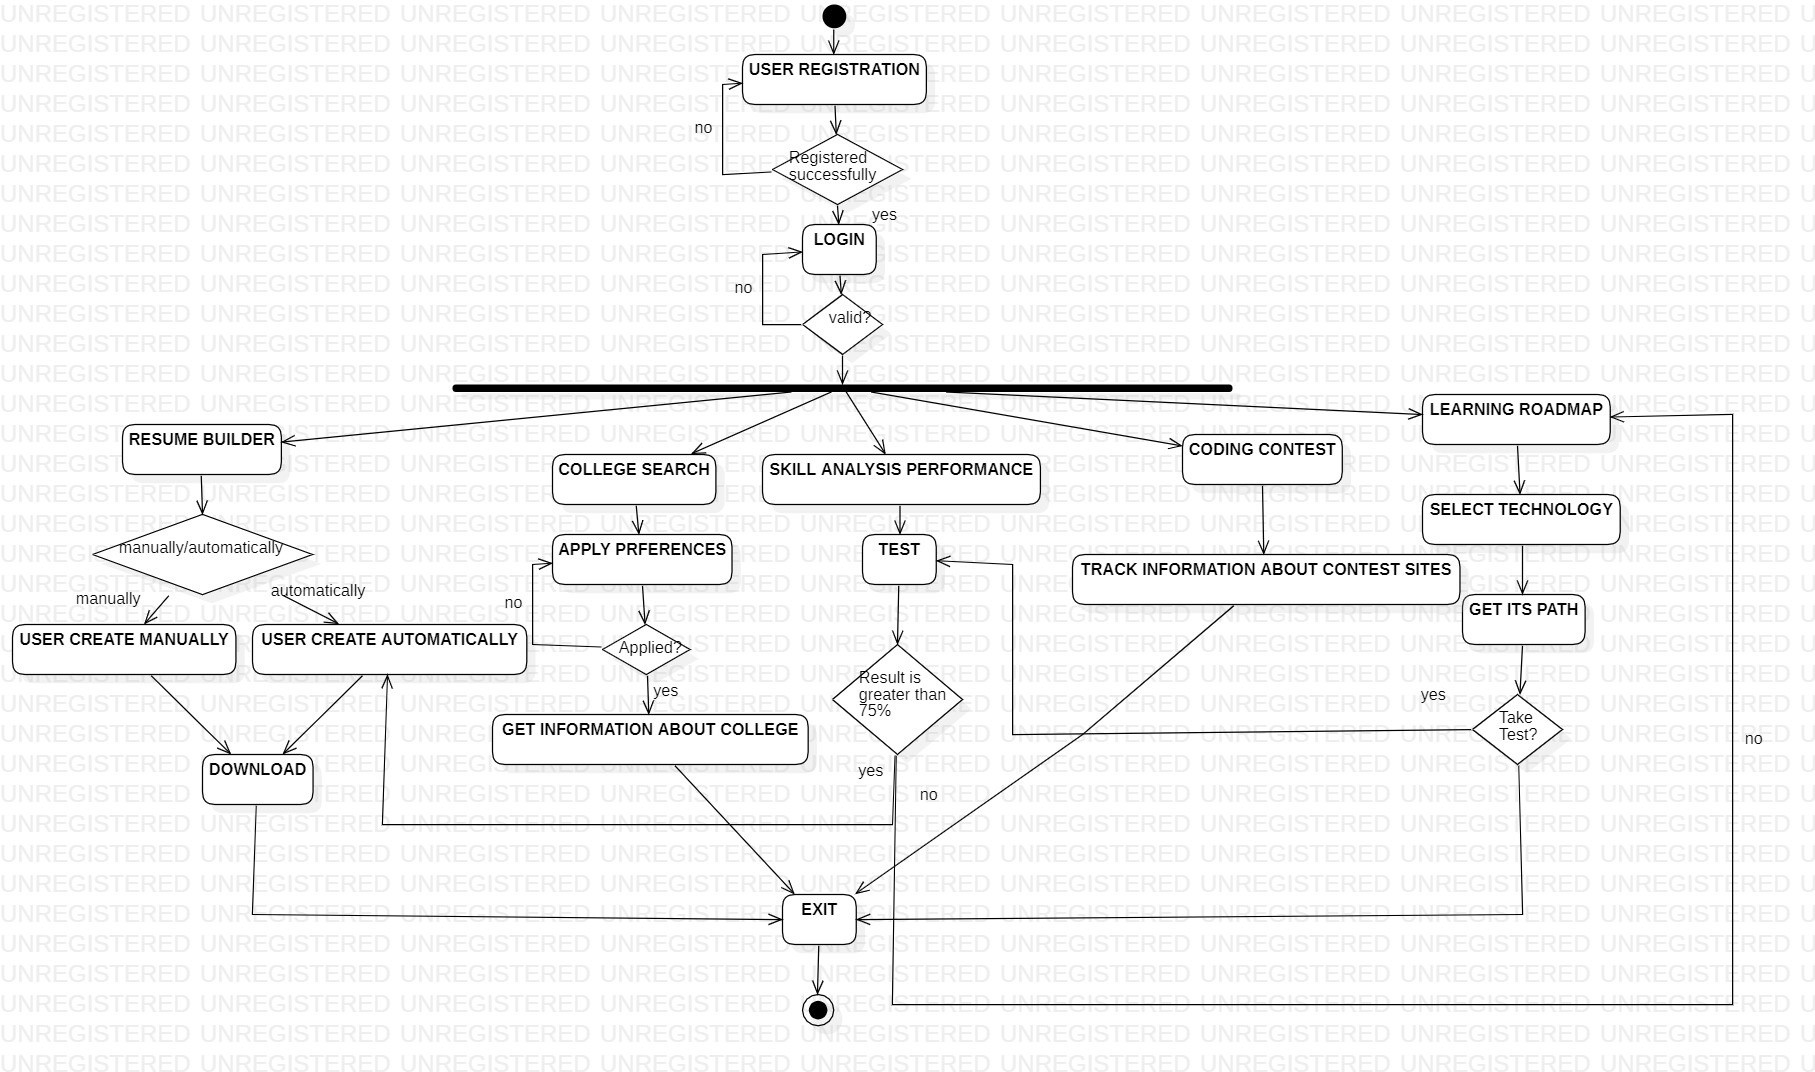 USER REGISTRATION
no
Registered
successfully
yes
LOGIN
no
valid?
LEARNING ROADMAP
RESUME BUILDER
CODING CONTEST
COLLEGE SEARCH
SKILL ANALYSIS PERFORMANCE
SELECT TECHNOLOGY
manually/automatically
APPLY PRFERENCES
TEST
TRACK INFORMATION ABOUT CONTEST SITES
manually
automatically
no
GET ITS PATH
USER CREATE MANUALLY
USER CREATE AUTOMATICALLY
Applied?
yes
Result is
greater than
75%
yes
Take
Test?
no
GET INFORMATION ABOUT COLLEGE
DOWNLOAD
yes
no
EXIT
UNREGISTERED